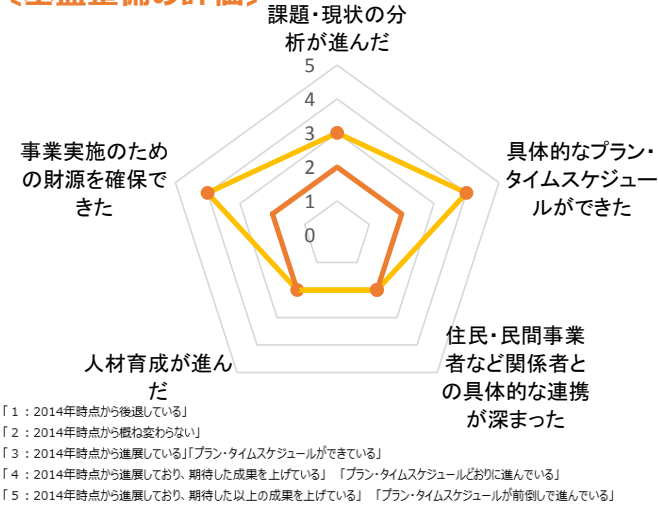 課題・現状の分
析が進んだ
5
4
3
2
1
0
具体的なプラン・
タイムスケジュー
ルができた
住民・民間事業
者など関係者と
の具体的な連携
が深まった
人材育成が進ん
だ
事業実施のため
の財源を確保で
きた
「1：2014年時点から後退している」
「2：2014年時点から概ね変わらない」
「3：2014年時点から進展している」「プラン・タイムスケジュールができている」
「4：2014年時点から進展しており、期待した成果を上げている」 「プラン・タイムスケジュールどおりに進んでいる」
「5：2014年時点から進展しており、期待した以上の成果を上げている」 「プラン・タイムスケジュールが前倒しで進んでいる」